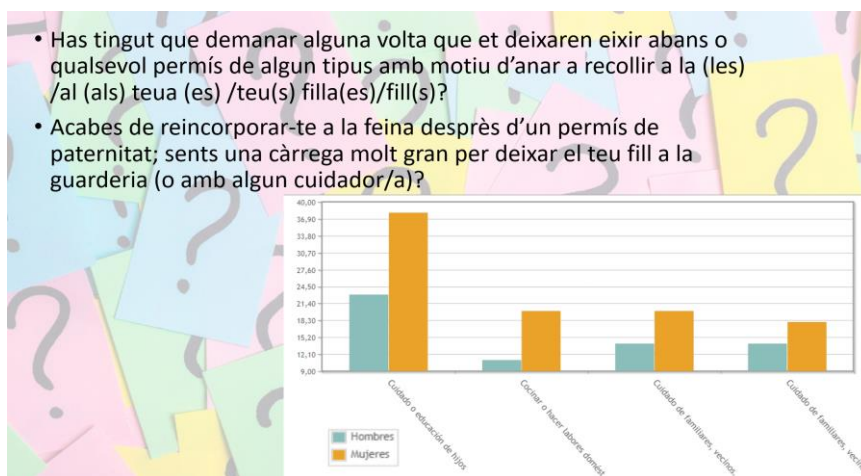 • Has tingut que demanar alguna volta que et deixaren eixir abans o
qualsevol permís de algun tipus amb motiu d'anar a recollir a la (les)
/al (als) teua (es) /teu(s) filla(es)/fill(s)?
• Acabes de reincorporar-te a la feina desprès d'un permís de
paternitat; sents una càrrega molt gran per deixar el teu fill a la
guarderia (o amb algun cuidador/a)?
40,00
36,90
33,80
30,70
27,60
24,50
21,40
18,30
15,20
12,10
9,00
Cuidado o educación de hijos
Cocinar o hacer labores domést
Cuidado de familiares, vecino
Cuidado de familiares, vecin
Hombres
Mujeres